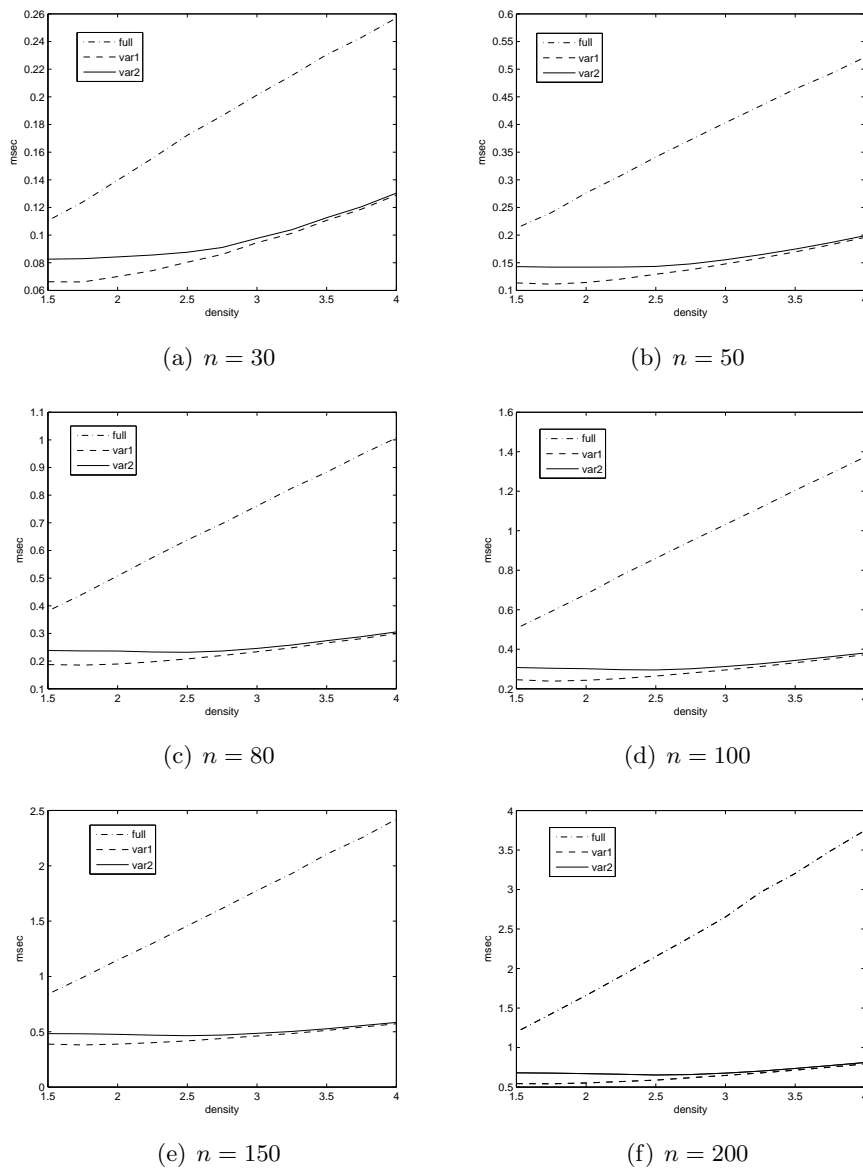 0.26
0.24
0.22
0.2
0.18
0.16
0.14
0.12
0.1
0.08
0.06
msec
full
var1
var2
1.5 2 2.5 3 3.5 4
density
(a) n = 30
0.6
0.55
0.5
0.45
0.4
0.35
0.3
0.25
0.2
0.15
0.1
msec
full
var1
var2
1.5 2 2.5 3 3.5 4
density
(b) n = 50
1.1
1
0.9
0.8
0.7
0.6
0.5
0.4
0.3
0.2
0.1
msec
full
var1
var2
1.5 2 2.5 3 3.5 4
density
(c) n = 80
1.6
1.4
1.2
1
0.8
0.6
0.4
0.2
msec
full
var1
var2
1.5 2 2.5 3 3.5 4
density
(d) n = 100
2.5
2
1.5
1
0.5
0
msec
full
var1
var2
1.5 2 2.5 3 3.5 4
density
(e) n = 150
4
3.5
3
2.5
2
1.5
1
0.5
msec
full
var1
var2
1.5 2 2.5 3 3.5 4
density
(f) n = 200